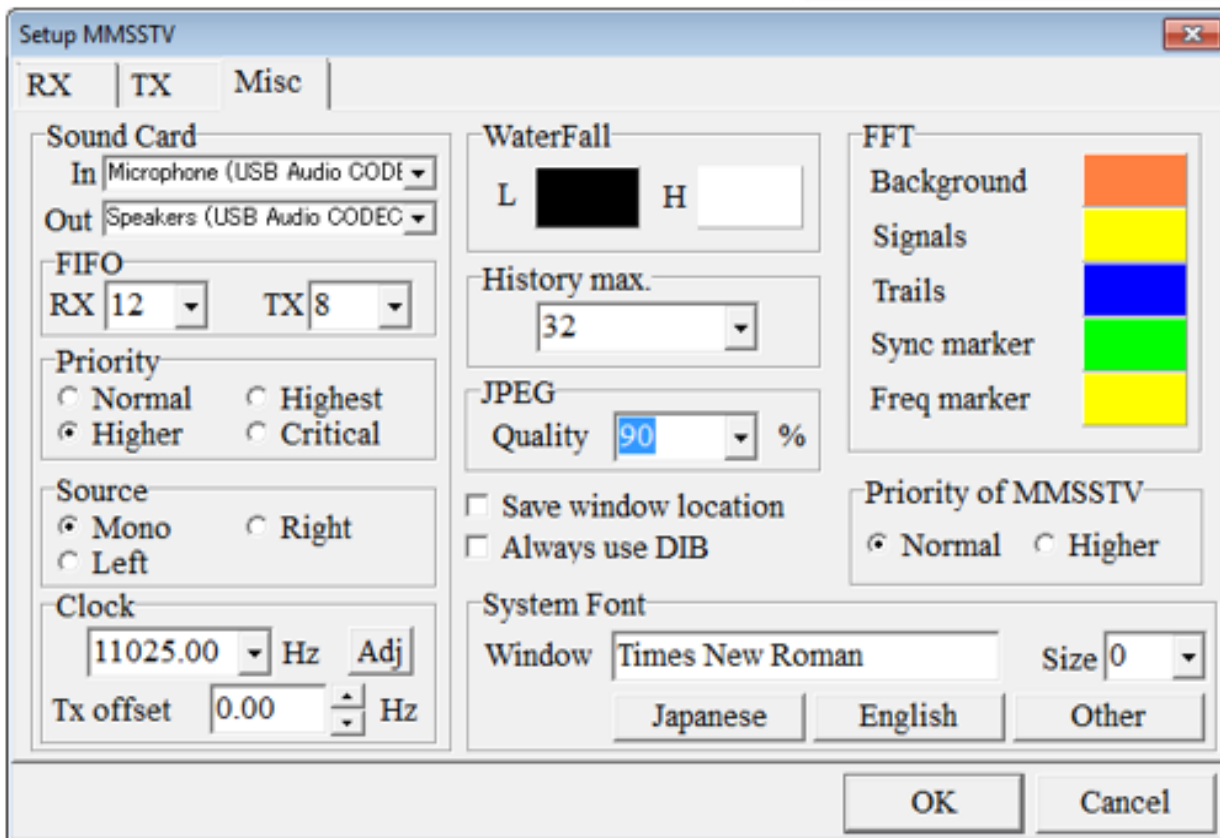 Setup MMSSTV
RX TX Misc
Sound Card
In Microphone (USB Audio CODE
Out Speakers (USB Audio CODEC
FIFO
RX 12 TX 8
Priority
Normal Highest
Higher Critical
Source
Mono Right
Left
Clock
11025.00 Hz Adj
Tx offset 0.00 Hz
WaterFall
L H
History max.
32
JPEG
Quality 90 %
Save window location
Always use DIB
FFT
Background
Signals
Trails
Sync marker
Freq marker
Priority of MMSSTV
Normal Higher
System Font
Window Times New Roman Size 0
Japanese English Other
OK Cancel